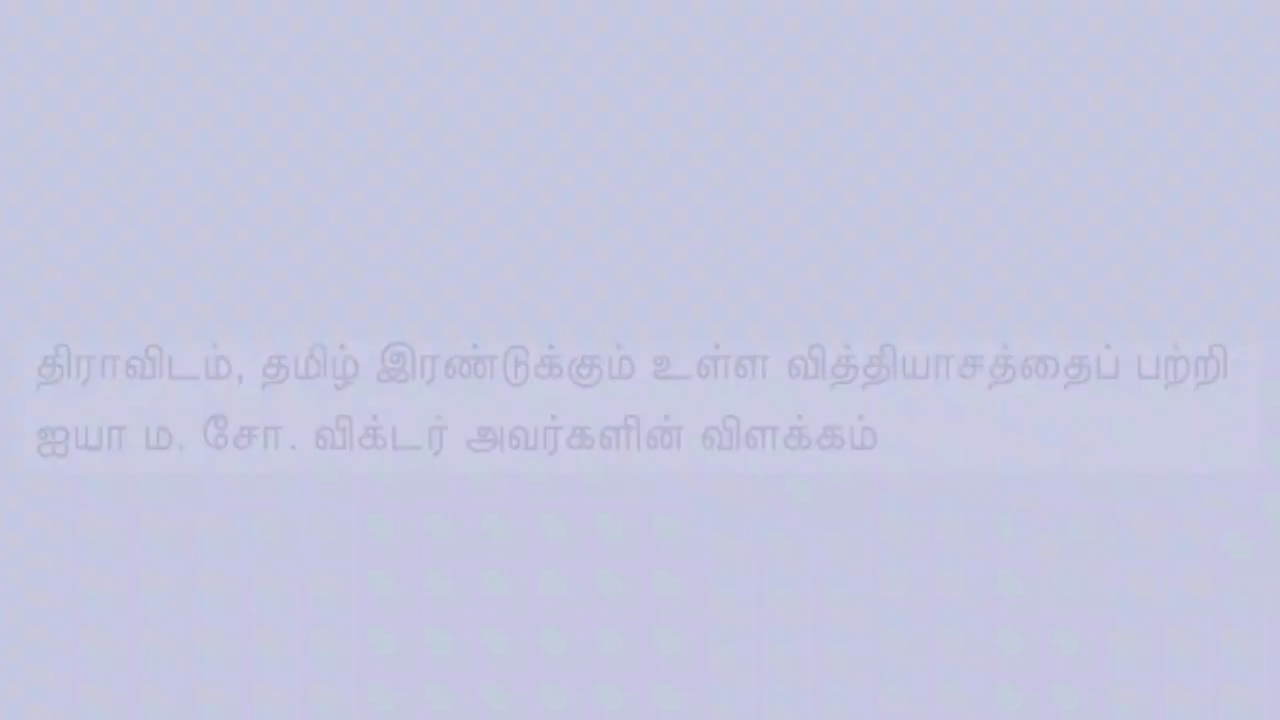 திராவிடம், தமிழ் இரண்டுக்கும் உள்ள வித்தியாசத்தைப் பற்றி
ஐயா ம. சோ. விக்டர் அவர்களின் விளக்கம்